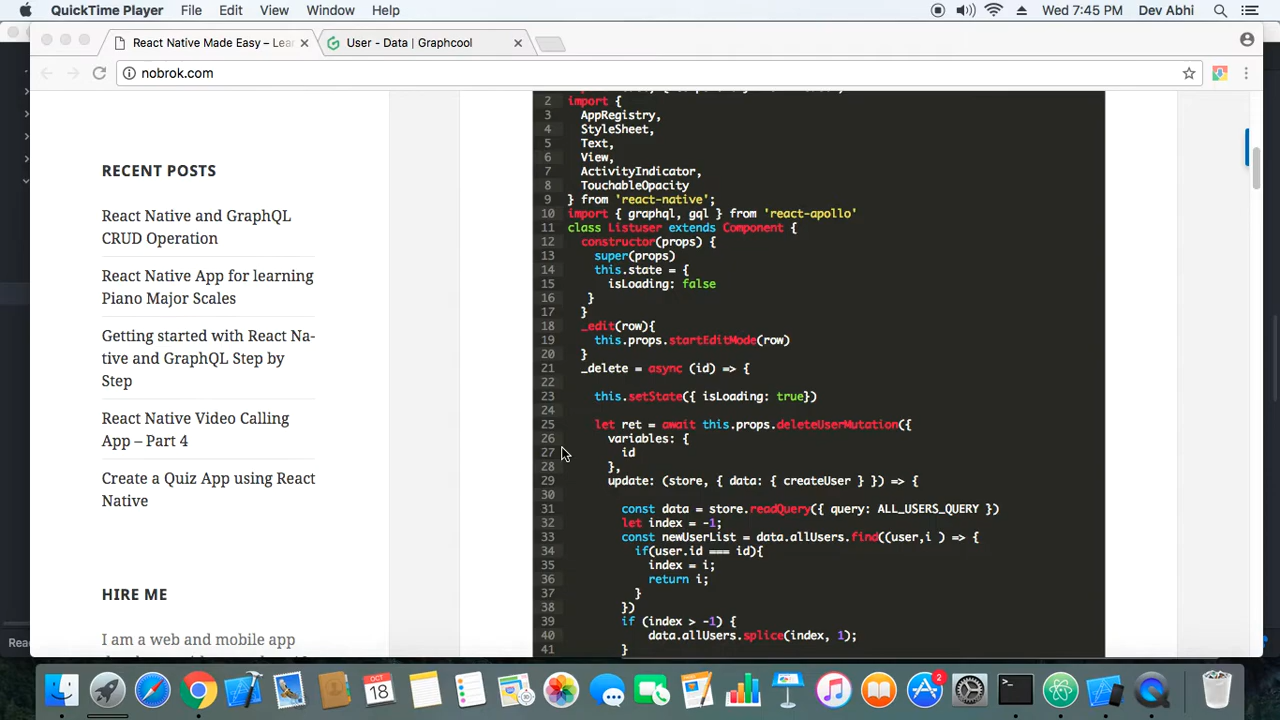 QuickTime Player File Edit View Window Help Wed 7:45 PM Dev Abhi
React Native Made Easy – Lea User - Data | Graphcool
nobrok.com
RECENT POSTS
React Native and GraphQL
CRUD Operation
React Native App for learning
Piano Major Scales
Getting started with React Na-
tive and GraphQL Step by
Step
React Native Video Calling
App – Part 4
Create a Quiz App using React
Native
HIRE ME
I am a web and mobile app
2 import {
3 AppRegistry,
4 StyleSheet,
5 Text,
6 View,
7 ActivityIndicator,
8 TouchableOpacity
9 } from 'react-native';
10 import { graphql, gql } from 'react-apollo'
11 class Listuser extends Component {
12 constructor(props) {
13 super(props)
14 this.state = {
15 isLoading: false
16 }
17 }
18 _edit(row){
19 this.props.startEditMode(row)
20 }
21 _delete = async (id) => {
22
23 this.setState({ isLoading: true})
24
25 let ret = await this.props.deleteUserMutation({
26 variables: {
27 id
28 },
29 update: (store, { data: { createUser } }) => {
30
31 const data = store.readQuery({ query: ALL_USERS_QUERY })
32 let index = -1;
33 const newUserList = data.allUsers.find((user,i ) => {
34 if(user.id === id){
35 index = i;
36 return i;
37 }
38 })
39 if (index > -1) {
40 data.allUsers.splice(index, 1);
41 }
Rea
OCT
18
2